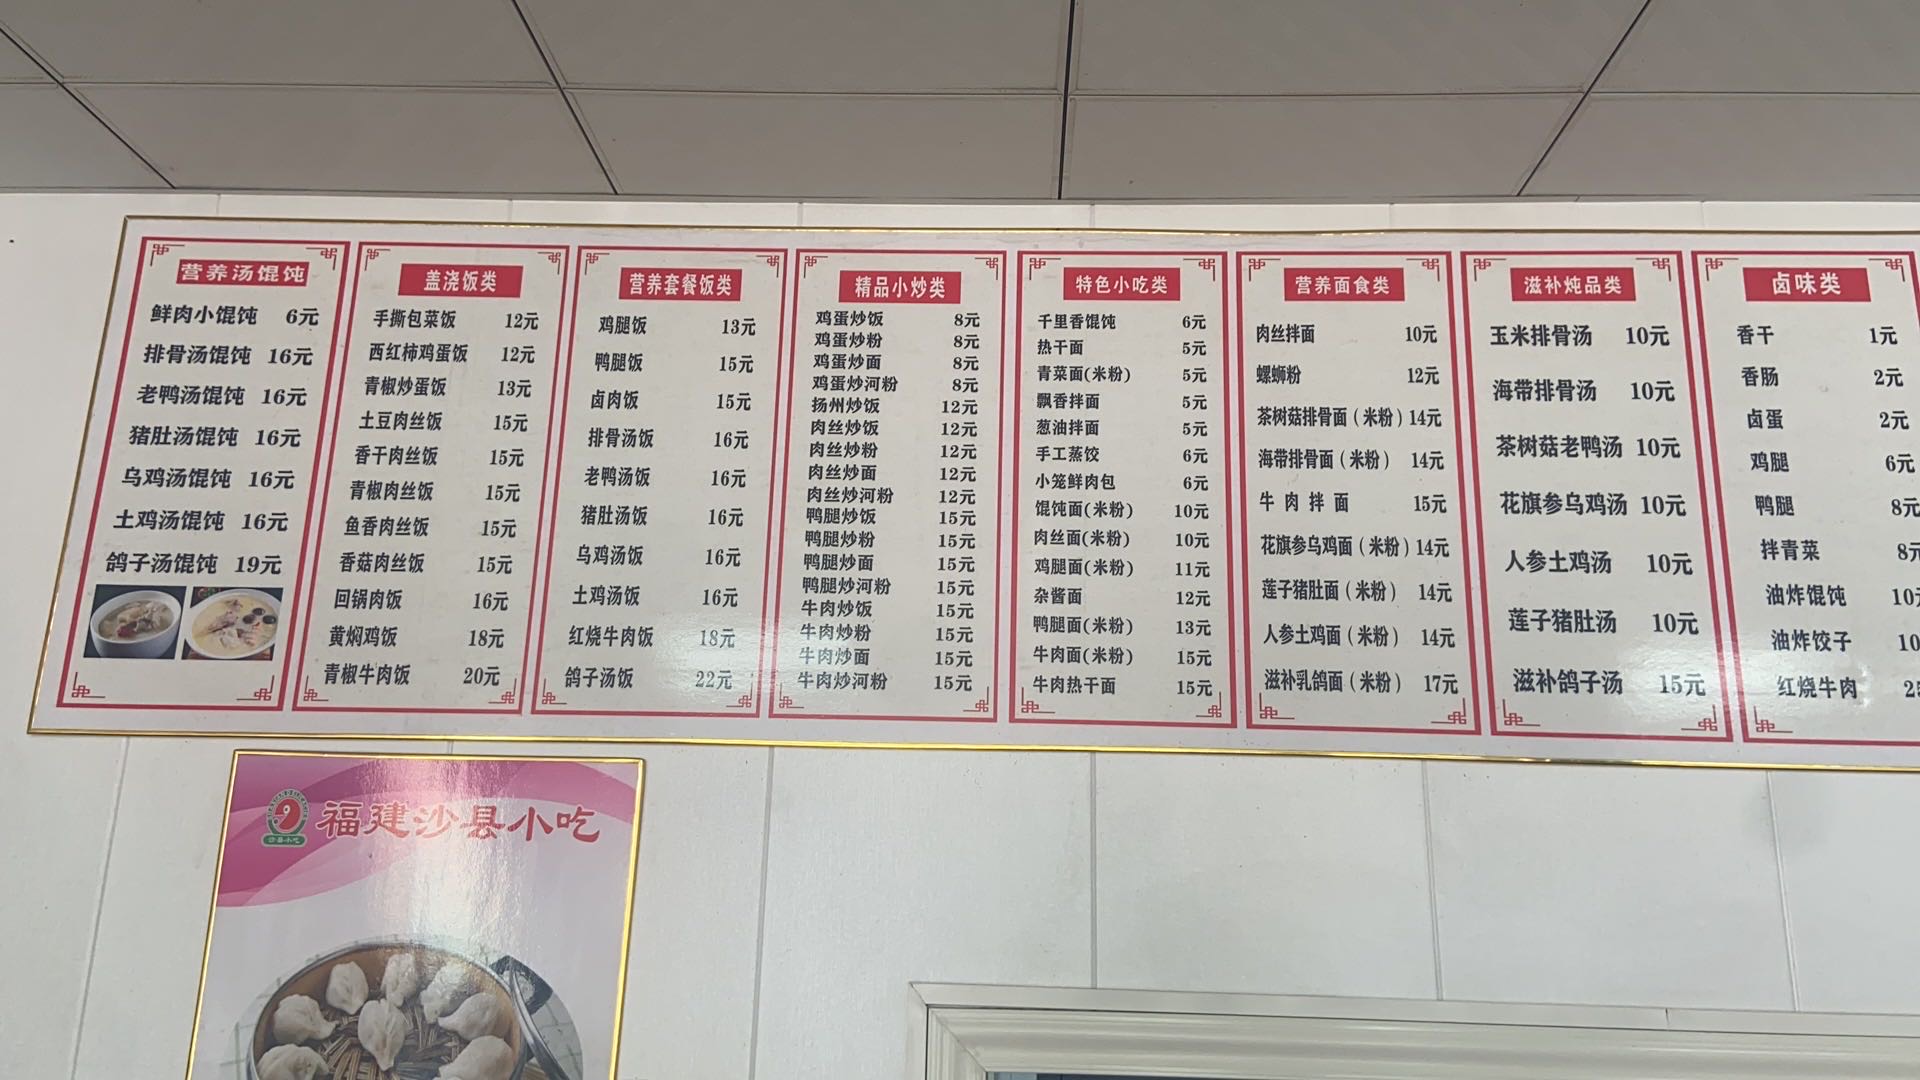 营养汤馄饨
鲜肉小馄饨 6元
排骨汤馄饨 16元
老鸭汤馄饨 16元
猪肚汤馄饨 16元
乌鸡汤馄饨 16元
土鸡汤馄饨 16元
鸽子汤馄饨 19元
盖浇饭类
手撕包菜饭 12元
西红柿鸡蛋饭 12元
青椒炒蛋饭 13元
土豆肉丝饭 15元
香干肉丝饭 15元
青椒肉丝饭 15元
鱼香肉丝饭 15元
香菇肉丝饭 15元
回锅肉饭 16元
黄焖鸡饭 18元
青椒牛肉饭 20元
营养套餐饭类
鸡腿饭 13元
鸭腿饭 15元
卤肉饭 15元
排骨汤饭 16元
老鸭汤饭 16元
猪肚汤饭 16元
乌鸡汤饭 16元
土鸡汤饭 16元
红烧牛肉饭 18元
鸽子汤饭 22元
精品小炒类
鸡蛋炒饭 8元
鸡蛋炒粉 8元
鸡蛋炒面 8元
鸡蛋炒河粉 8元
扬州炒饭 12元
肉丝炒饭 12元
肉丝炒粉 12元
肉丝炒面 12元
肉丝炒河粉 12元
鸭腿炒饭 15元
鸭腿炒粉 15元
鸭腿炒面 15元
鸭腿炒河粉 15元
牛肉炒饭 15元
牛肉炒粉 15元
牛肉炒面 15元
牛肉炒河粉 15元
特色小吃类
千里香馄饨 6元
热干面 5元
青菜面(米粉) 5元
飘香拌面 5元
葱油拌面 5元
手工蒸饺 6元
小笼鲜肉包 6元
馄饨面(米粉) 10元
肉丝面(米粉) 10元
鸡腿面(米粉) 11元
杂酱面 12元
鸭腿面(米粉) 13元
牛肉面(米粉) 15元
牛肉热干面 15元
营养面食类
肉丝拌面 10元
螺蛳粉 12元
茶树菇排骨面(米粉) 14元
海带排骨面(米粉) 14元
牛肉拌面 15元
花旗参乌鸡面(米粉) 14元
莲子猪肚面(米粉) 14元
人参土鸡面(米粉) 14元
滋补乳鸽面(米粉) 17元
滋补炖品类
玉米排骨汤 10元
海带排骨汤 10元
茶树菇老鸭汤 10元
花旗参乌鸡汤 10元
人参土鸡汤 10元
莲子猪肚汤 10元
滋补鸽子汤 15元
卤味类
香干 1元
香肠 2元
卤蛋 2元
鸡腿 6元
鸭腿 8元
拌青菜 8元
油炸馄饨 10元
油炸饺子 10
红烧牛肉
福建沙县小吃
沙县小吃